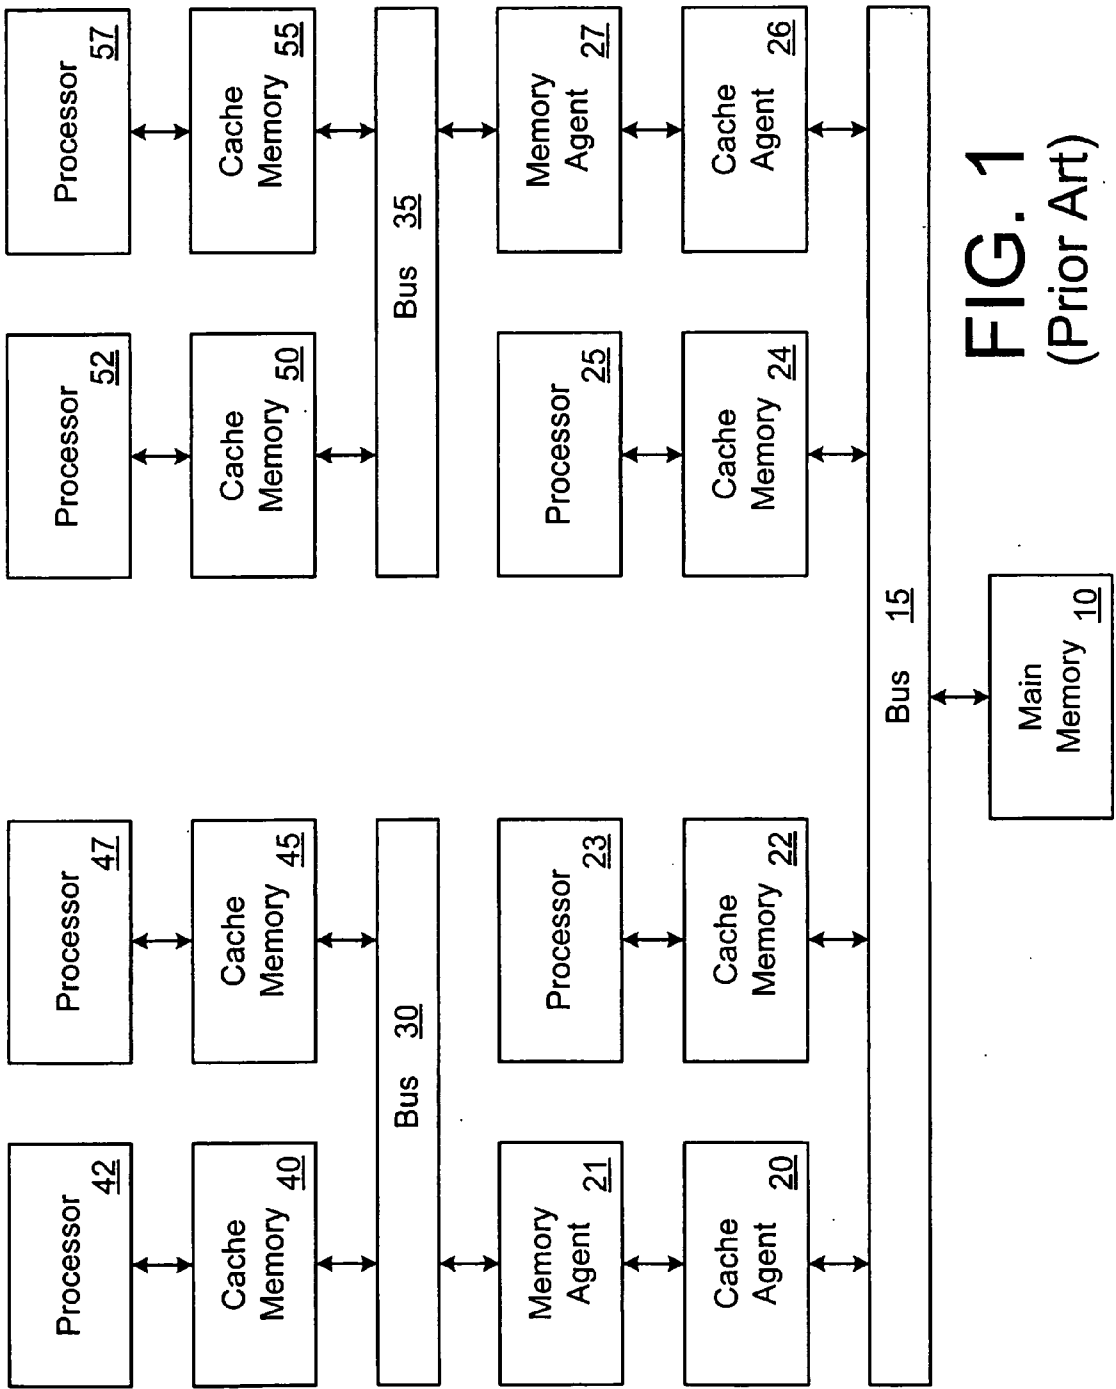 Processor
42
Processor
47
Processor
52
Processor
57
Cache
Memory 40
Cache
Memory 45
Cache
Memory 50
Cache
Memory 55
Bus 30
Bus 35
Memory
Agent 21
Processor
23
Processor
25
Memory
Agent 27
Cache
Agent 20
Cache
Memory 22
Cache
Memory 24
Cache
Agent 26
Bus 15
Main
Memory 10
FIG. 1
(Prior Art)